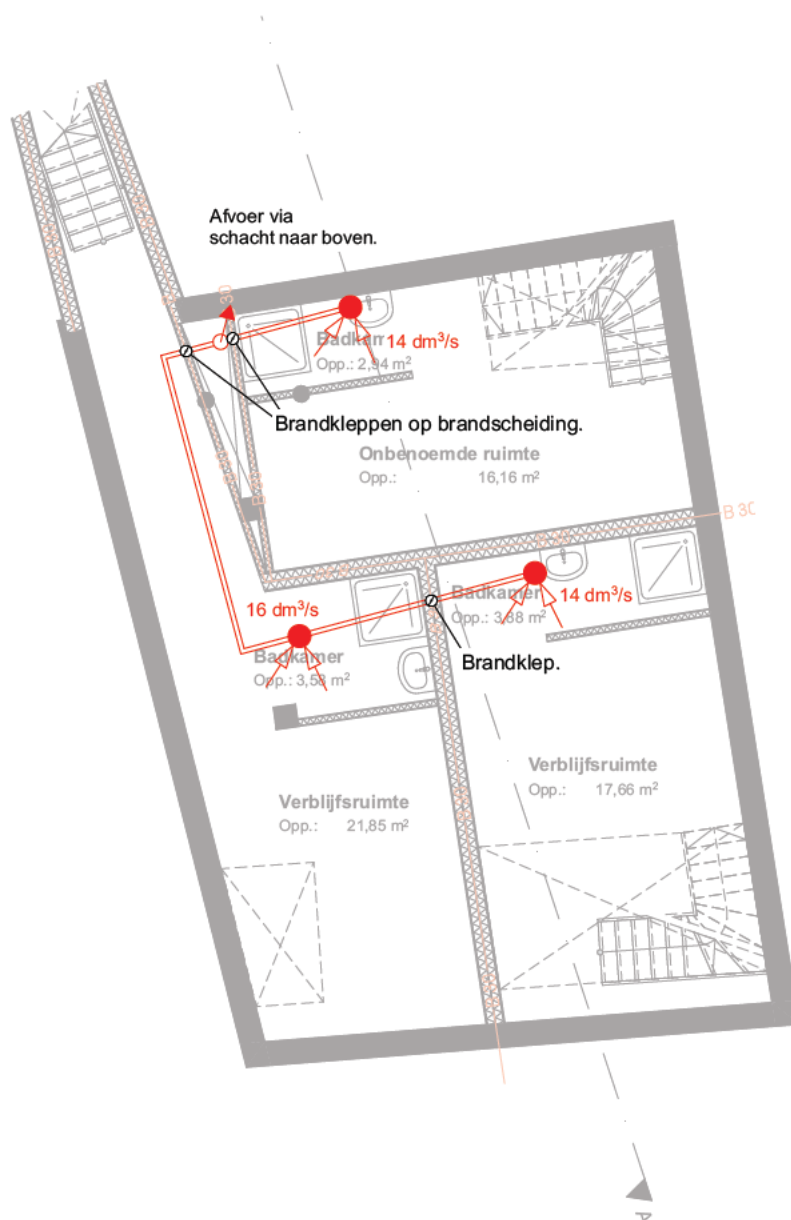 Afvoer via
schacht naar boven.
30
14 dm³/s
Badkamer
Opp.: 2,94 m²
Brandkleppen op brandscheiding.
Onbenoemde ruimte
Opp.: 16,16 m²
B 30
16 dm³/s
Badkamer
Opp.: 3,88 m²
14 dm³/s
Badkamer
Opp.: 3,58 m²
Brandklep.
Verblijfsruimte
Opp.: 17,66 m²
Verblijfsruimte
Opp.: 21,85 m²
A